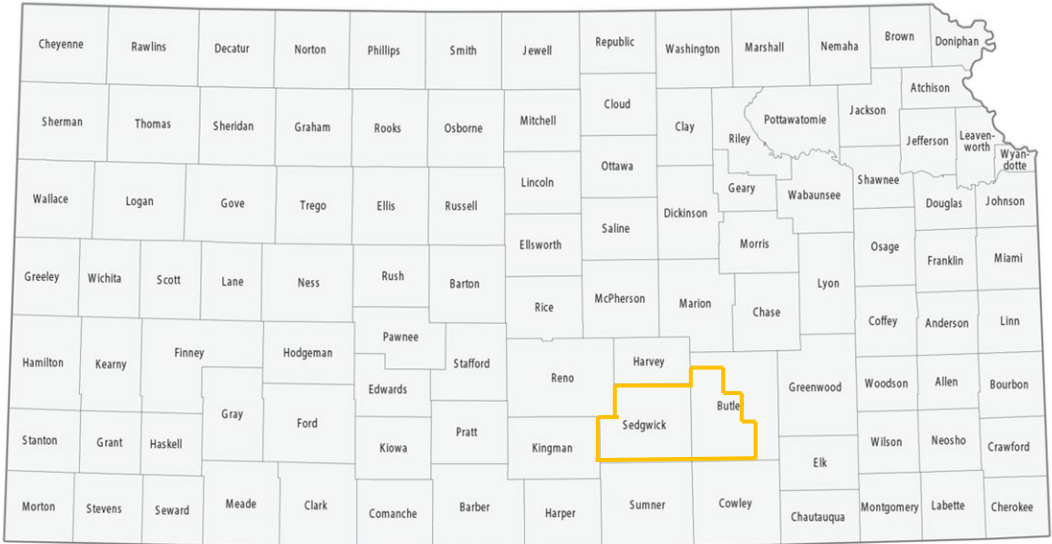 Cheyenne
Rawlins
Decatur
Norton
Phillips
Smith
Jewell
Republic
Washington
Marshall
Nemaha
Brown
Doniphan
Sherman
Thomas
Sheridan
Graham
Rooks
Osborne
Mitchell
Cloud
Clay
Riley
Pottawatomie
Jackson
Atchison
Jefferson
Leaven-
worth
Wyan-
dotte
Lincoln
Ottawa
Geary
Wabaunsee
Shawnee
Wallace
Logan
Gove
Trego
Ellis
Russell
Ellsworth
Saline
Dickinson
Morris
Osage
Douglas
Johnson
Greeley
Wichita
Scott
Lane
Ness
Rush
Barton
Rice
McPherson
Marion
Chase
Lyon
Franklin
Miami
Coffey
Anderson
Linn
Hamilton
Kearny
Finney
Hodgeman
Pawnee
Stafford
Reno
Harvey
Edwards
Greenwood
Woodson
Allen
Bourbon
Gray
Ford
Kiowa
Pratt
Kingman
Sedgwick
Butle
Stanton
Grant
Haskell
Elk
Wilson
Neosho
Crawford
Morton
Stevens
Seward
Meade
Clark
Comanche
Barber
Harper
Sumner
Cowley
Chautauqua
Montgomery
Labette
Cherokee